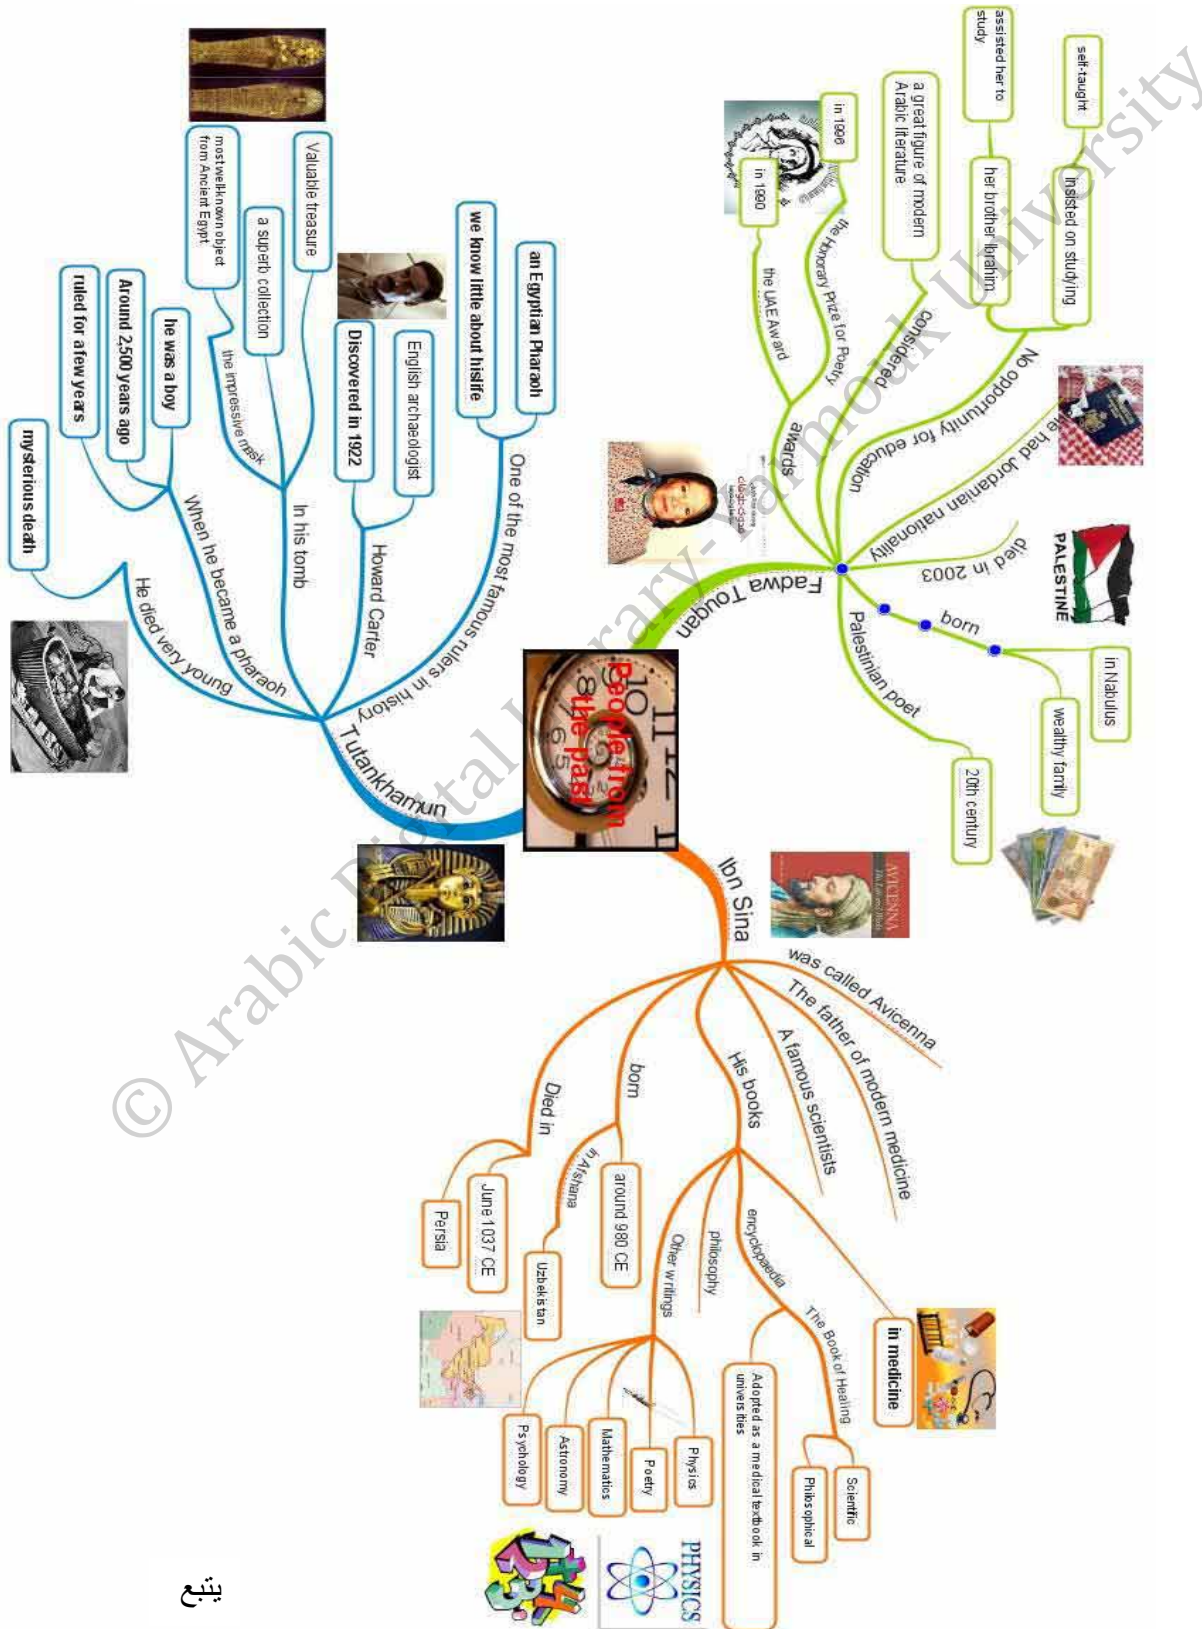 People from
the past
Fadwa Touqan
Palestinian poet
20th century
born
in Nabulus
wealthy family
died in 2003
had Jordanian nationality
No opportunity for education
insisted on studying
self-taught
her brother Ibrahim
assisted her to
study
considered
a great figure of modern
Arabic literature
awards
the Honorary Prize for Poetry
in 1996
the UAE Award
in 1990
PALESTINE
Ibn Sina
was called Avicenna
The father of modern medicine
A famous scientists
His books
in medicine
encyclopaedia
The Book of Healing
Scientific
Philosophical
Adopted as a medical textbook in
universities
philosophy
Other writings
Physics
Poetry
Mathematics
Astronomy
Psychology
born
around 980 CE
in Afshana
Uzbekistan
Died in
June 1037 CE
Persia
AVICENNA
PHYSICS
Tutankhamun
One of the most famous rulers in history
an Egyptian Pharaoh
we know little about hislife
Howard Carter
English archaeologist
Discovered in 1922
In his tomb
Valuable treasure
a superb collection
the impressive mask
most well-known object
from Ancient Egypt
When he became a pharaoh
he was a boy
Around 2,500 years ago
ruled for a few years
He died very young
mysterious death
© Arabic Digital Library-Yarmouk University
يتبع